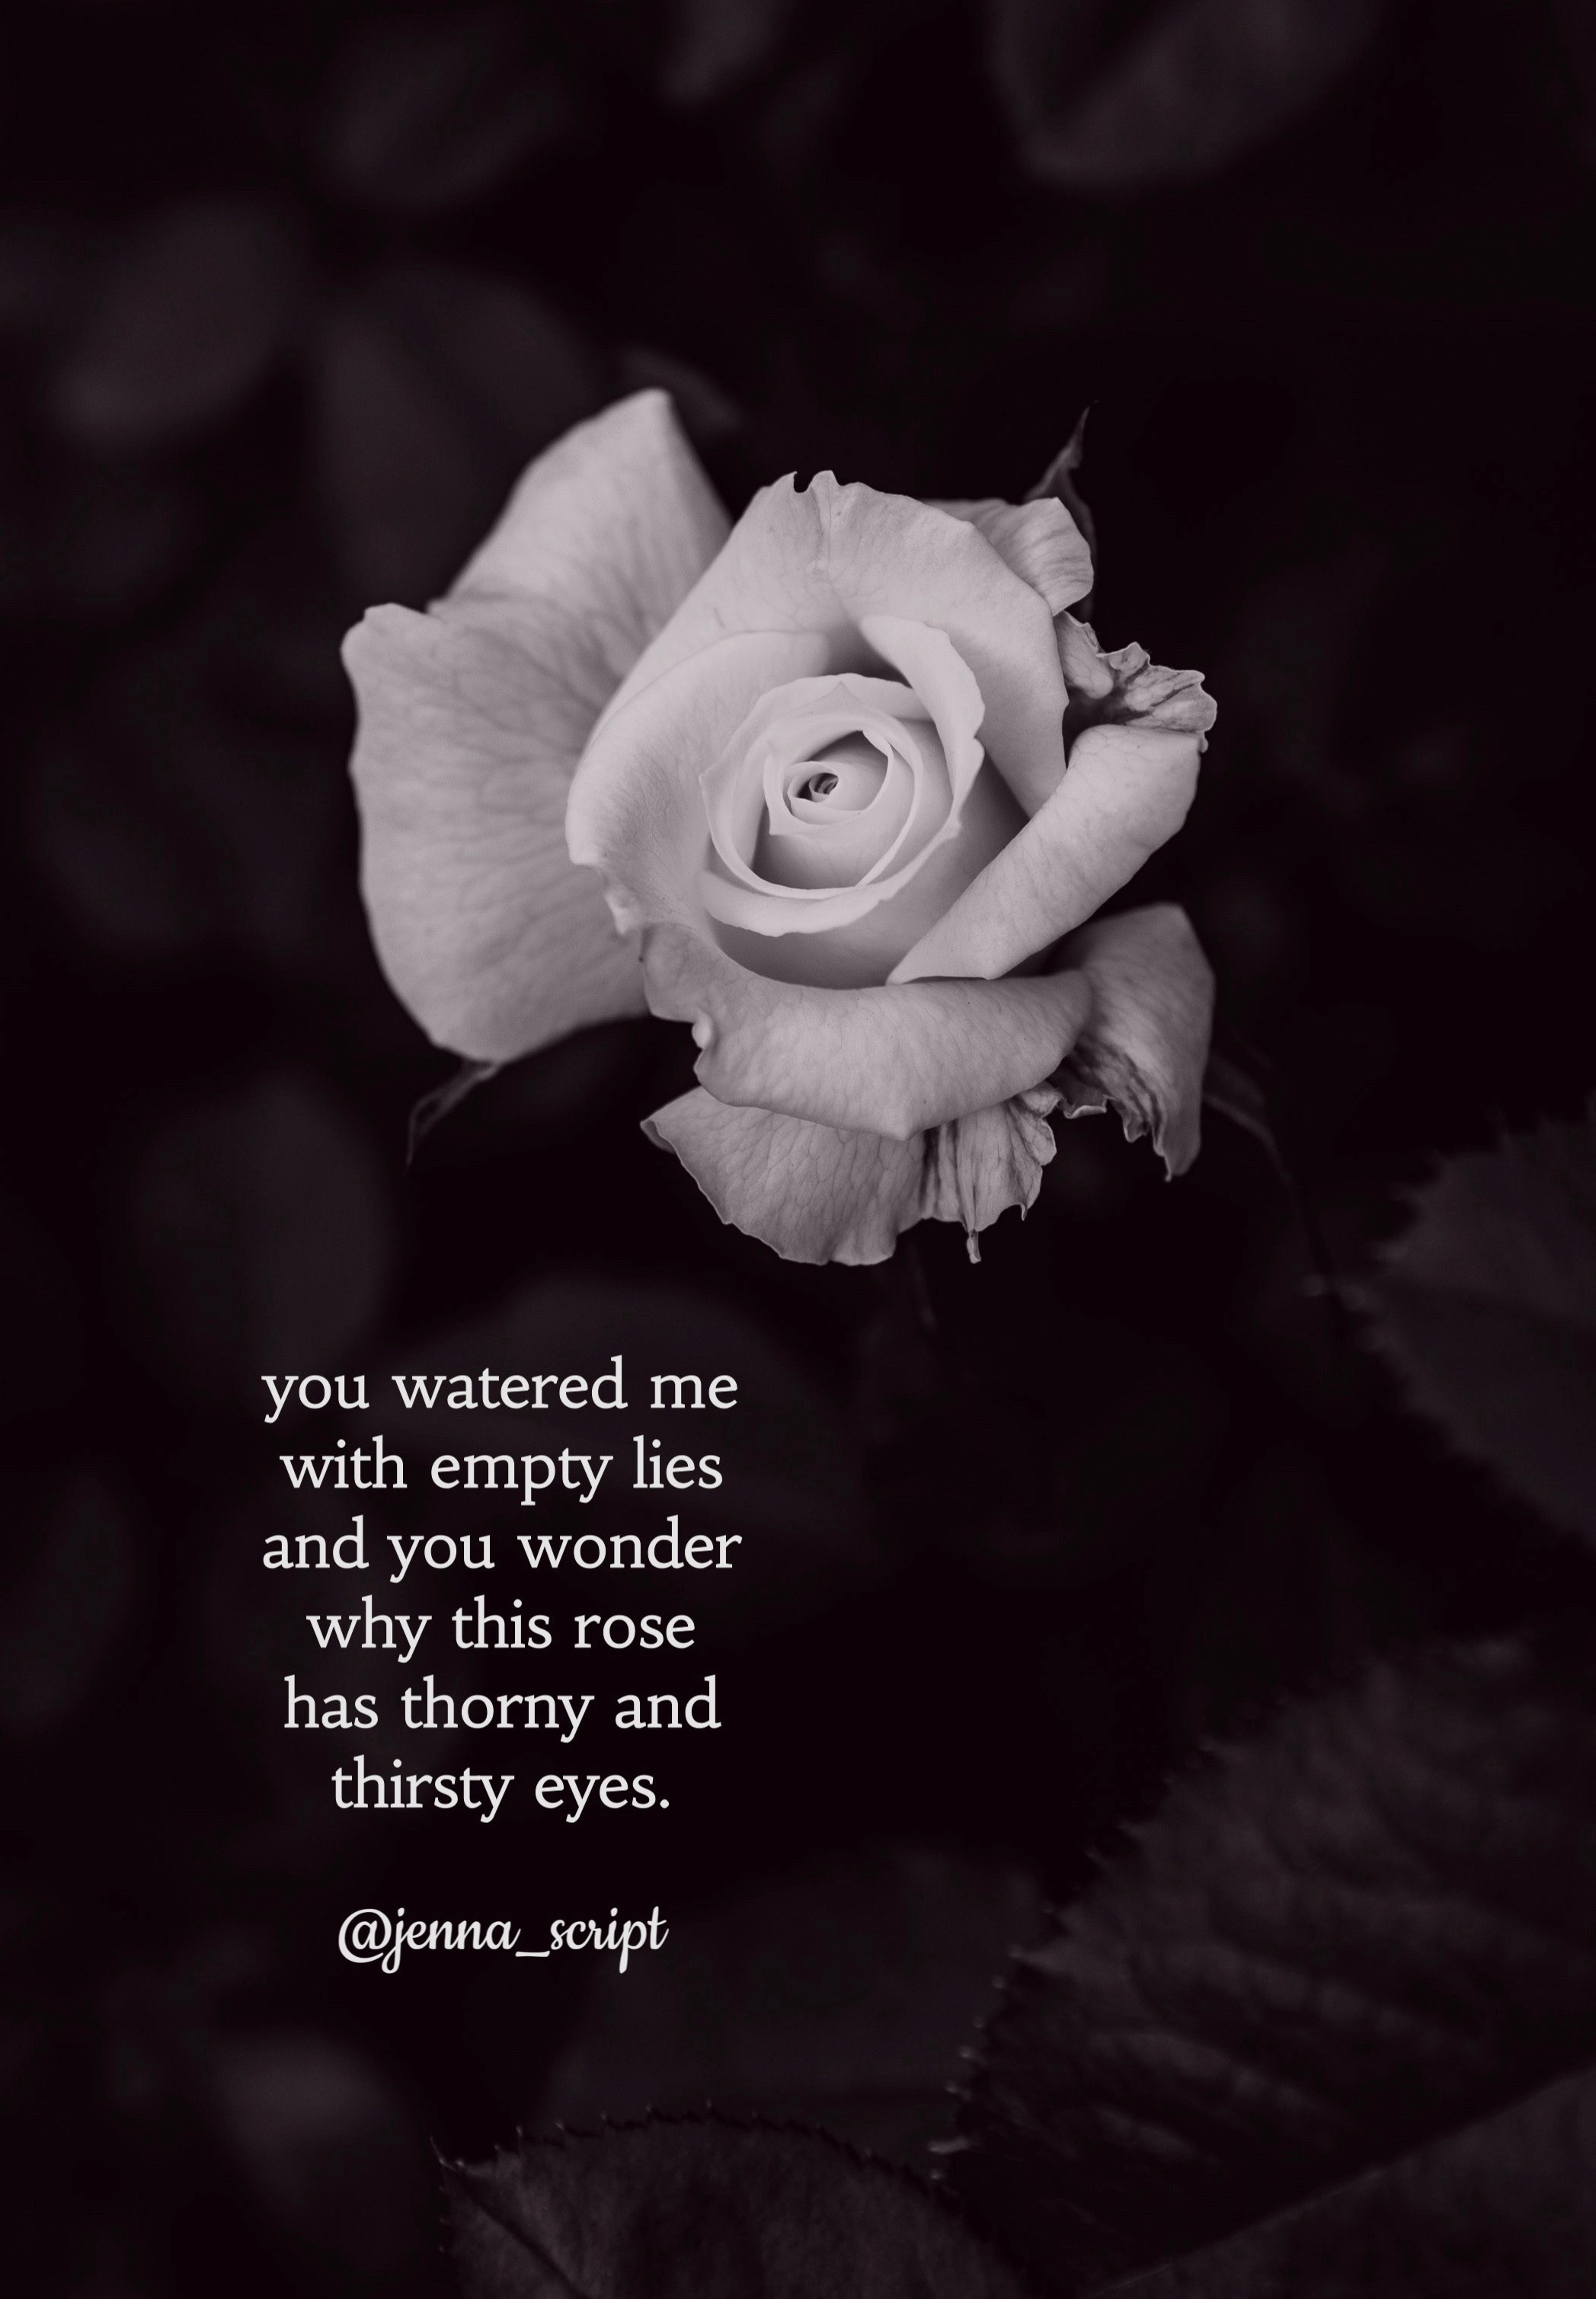 you watered me
with empty lies
and you wonder
why this rose
has thorny and
thirsty eyes.
@jenna_script